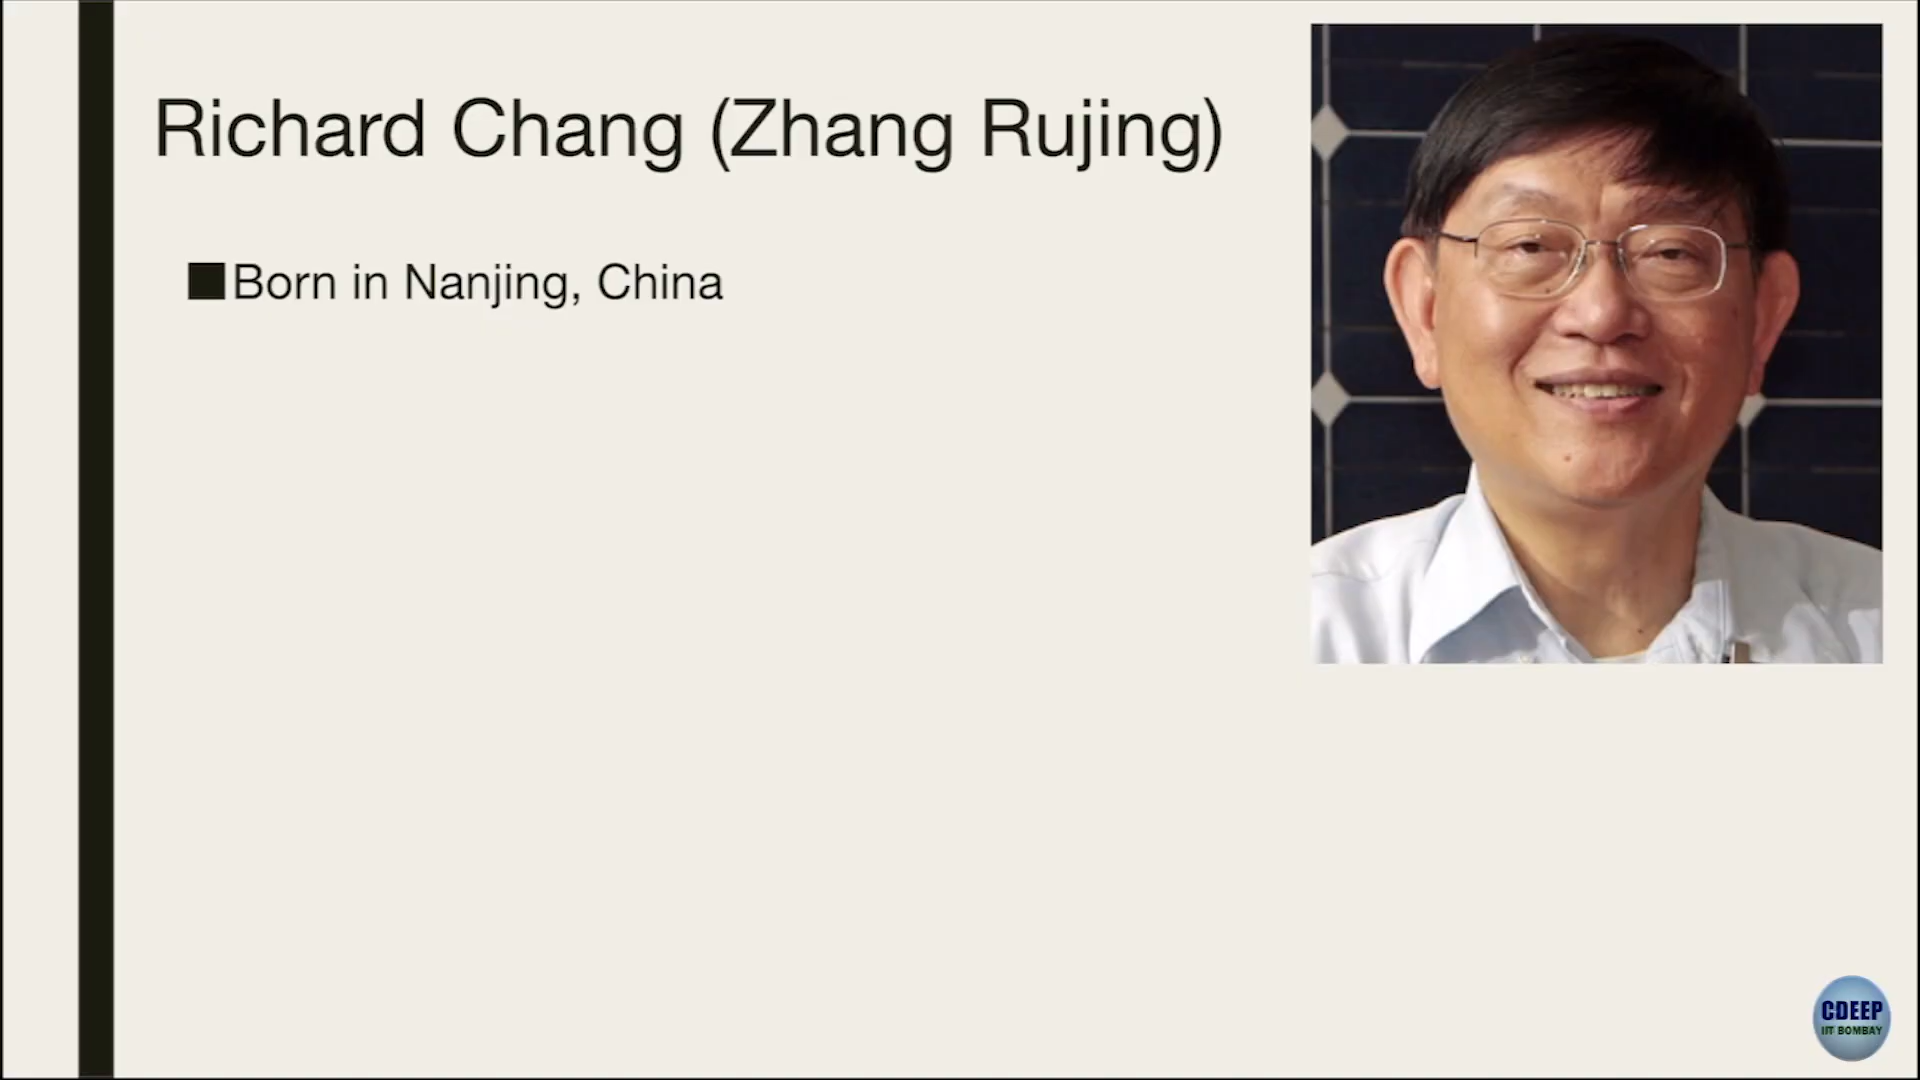 Richard Chang (Zhang Rujing)
Born in Nanjing, China
CDEEP
IIT BOMBAY